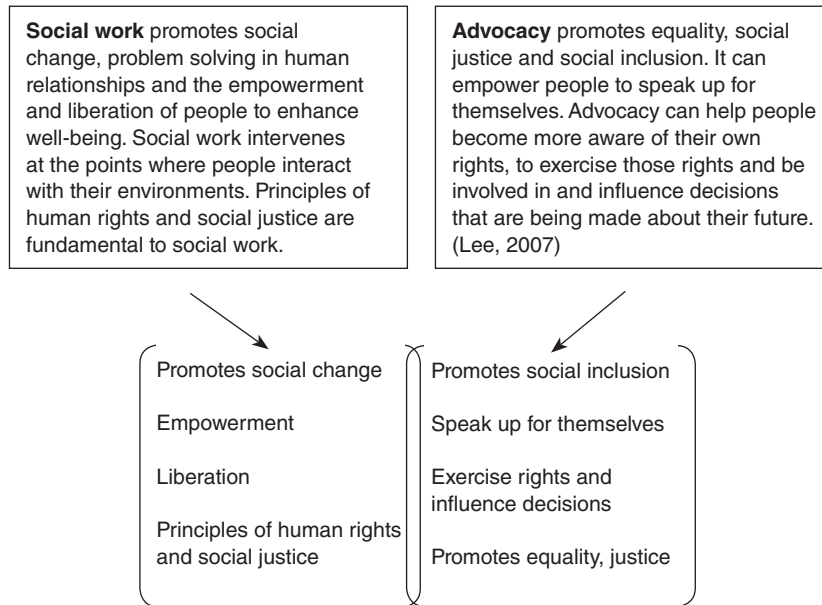 Social work promotes social
change, problem solving in human
relationships and the empowerment
and liberation of people to enhance
well-being. Social work intervenes
at the points where people interact
with their environments. Principles of
human rights and social justice are
fundamental to social work.
Advocacy promotes equality, social
justice and social inclusion. It can
empower people to speak up for
themselves. Advocacy can help people
become more aware of their own
rights, to exercise those rights and be
involved in and influence decisions
that are being made about their future.
(Lee, 2007)
Promotes social change
Empowerment
Liberation
Principles of human rights
and social justice
Promotes social inclusion
Speak up for themselves
Exercise rights and
influence decisions
Promotes equality, justice